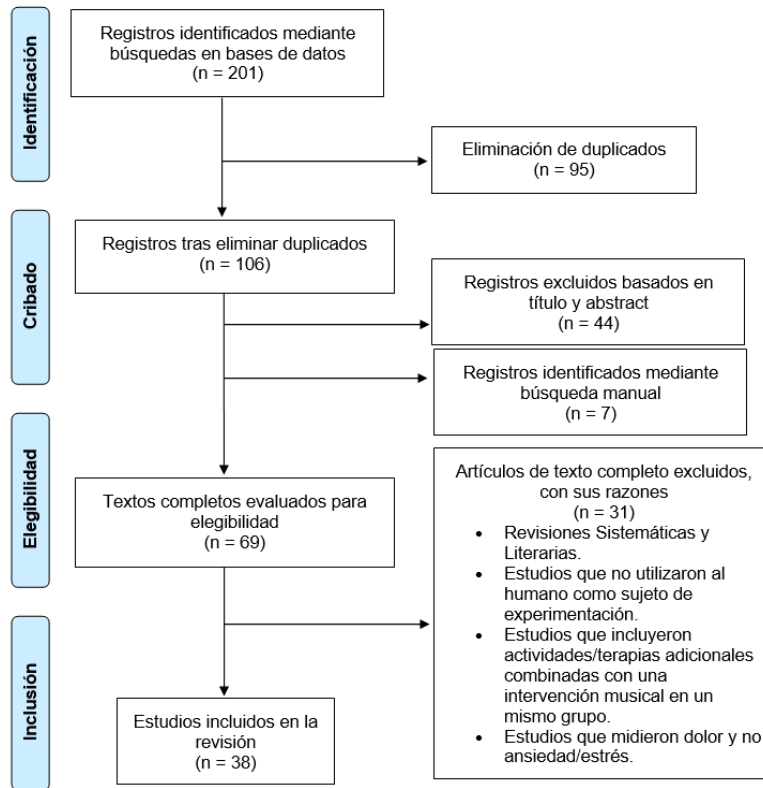 Identificación
Registros identificados mediante
búsquedas en bases de datos
(n = 201)
Eliminación de duplicados
(n = 95)
Cribado
Registros tras eliminar duplicados
(n = 106)
Registros excluidos basados en
título y abstract
(n = 44)
Registros identificados mediante
búsqueda manual
(n = 7)
Elegibilidad
Textos completos evaluados para
elegibilidad
(n = 69)
Artículos de texto completo excluidos,
con sus razones
(n = 31)
• Revisiones Sistemáticas y
Literarias.
• Estudios que no utilizaron al
humano como sujeto de
experimentación.
• Estudios que incluyeron
actividades/terapias adicionales
combinadas con una
intervención musical en un
mismo grupo.
• Estudios que midieron dolor y no
ansiedad/estrés.
Inclusión
Estudios incluidos en la
revisión
(n = 38)